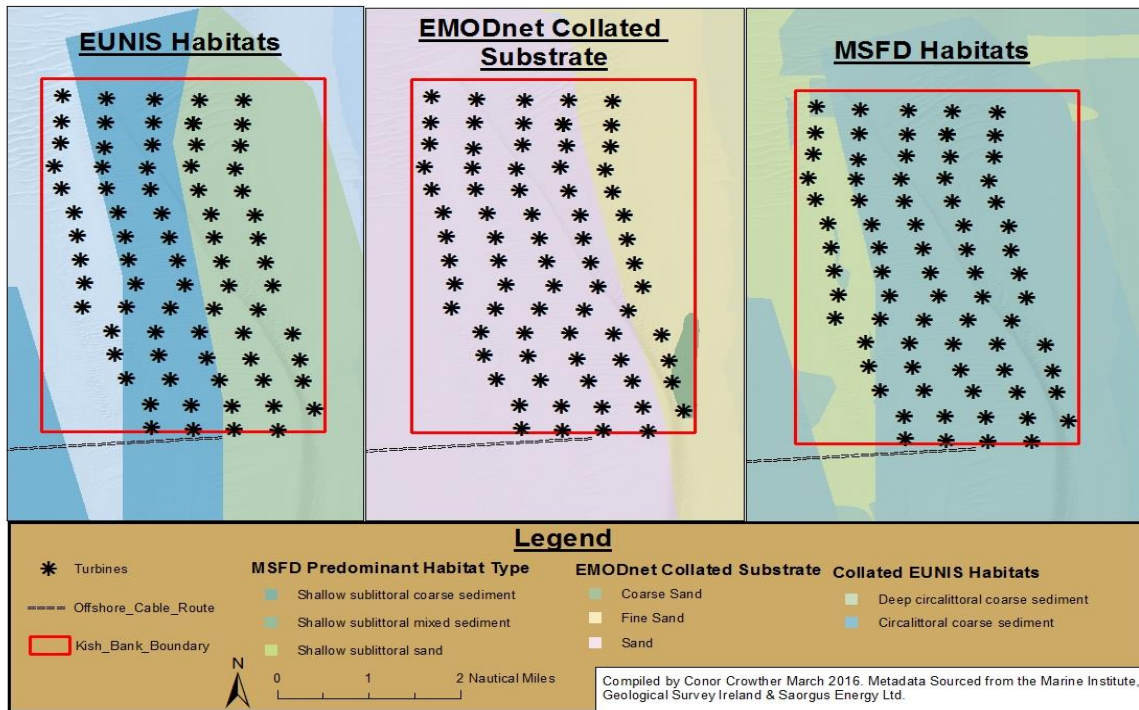 EUNIS Habitats
EMODnet Collated
Substrate
MSFD Habitats
Legend
Turbines
Offshore_Cable_Route
Kish_Bank_Boundary
MSFD Predominant Habitat Type
Shallow sublittoral coarse sediment
Shallow sublittoral mixed sediment
Shallow sublittoral sand
EMODnet Collated Substrate
Coarse Sand
Fine Sand
Sand
Collated EUNIS Habitats
Deep circalittoral coarse sediment
Circalittoral coarse sediment
N
0 1 2 Nautical Miles
Compiled by Conor Crowther March 2016. Metadata Sourced from the Marine Institute,
Geological Survey Ireland & Saorgus Energy Ltd.